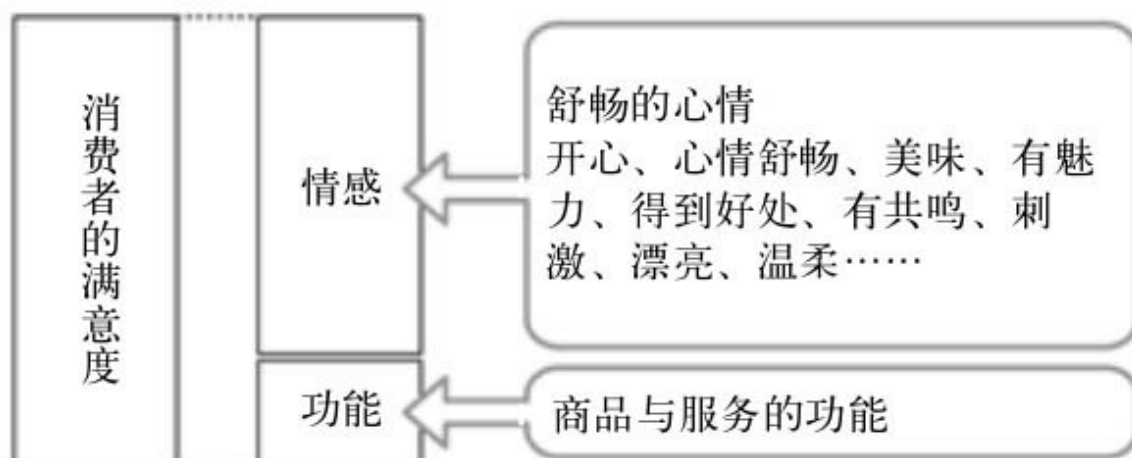 消费者的满意度
情感
舒畅的心情
开心、心情舒畅、美味、有魅
力、得到好处、有共鸣、刺
激、漂亮、温柔……
功能
商品与服务的功能